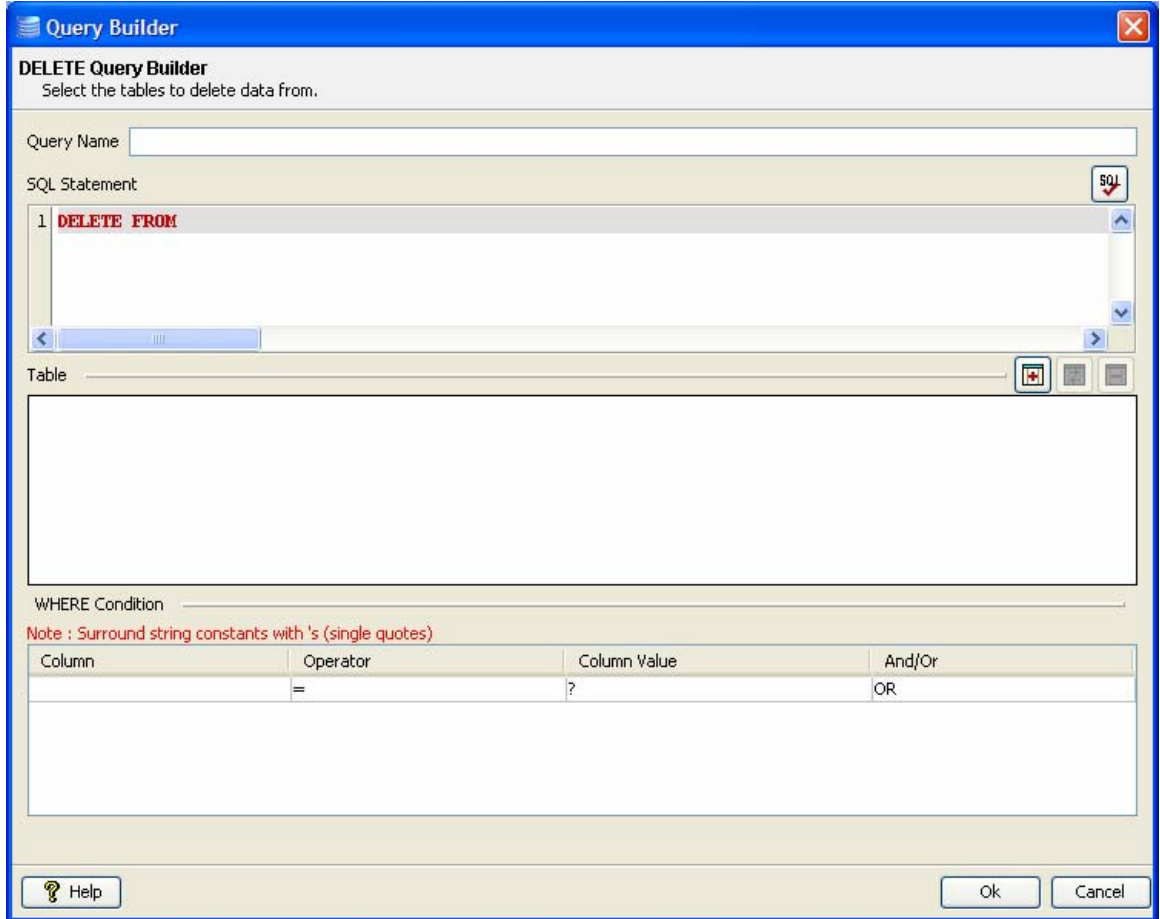 Query Builder
DELETE Query Builder
Select the tables to delete data from.
Query Name
SQL Statement
SQL
1 DELETE FROM
Table
WHERE Condition
Note : Surround string constants with 's (single quotes)
Column Operator Column Value And/Or
= ? OR
? Help Ok Cancel